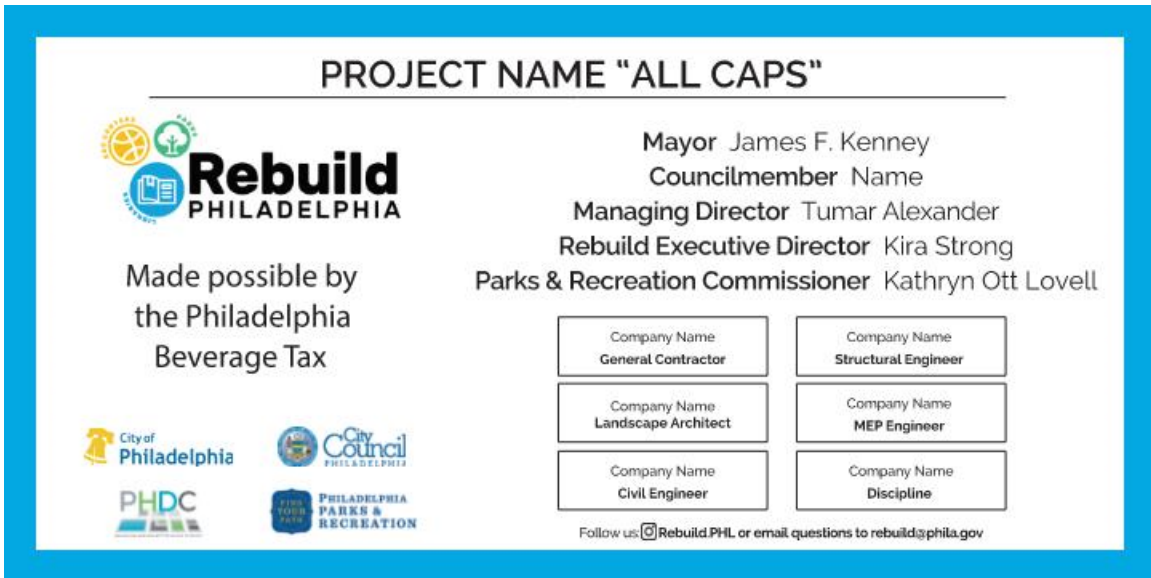 PROJECT NAME “ALL CAPS”
Rebuild
PHILADELPHIA
Made possible by
the Philadelphia
Beverage Tax
Mayor James F. Kenney
Councilmember Name
Managing Director Tumar Alexander
Rebuild Executive Director Kira Strong
Parks & Recreation Commissioner Kathryn Ott Lovell
Company Name
General Contractor
Company Name
Structural Engineer
Company Name
Landscape Architect
Company Name
MEP Engineer
Company Name
Civil Engineer
Company Name
Discipline
City of
Philadelphia
City
Council
PHILADELPHIA
PHDC
FIND
YOUR
PATH
PHILADELPHIA
PARKS &
RECREATION
Follow us: Rebuild.PHL or email questions to rebuild@phila.gov